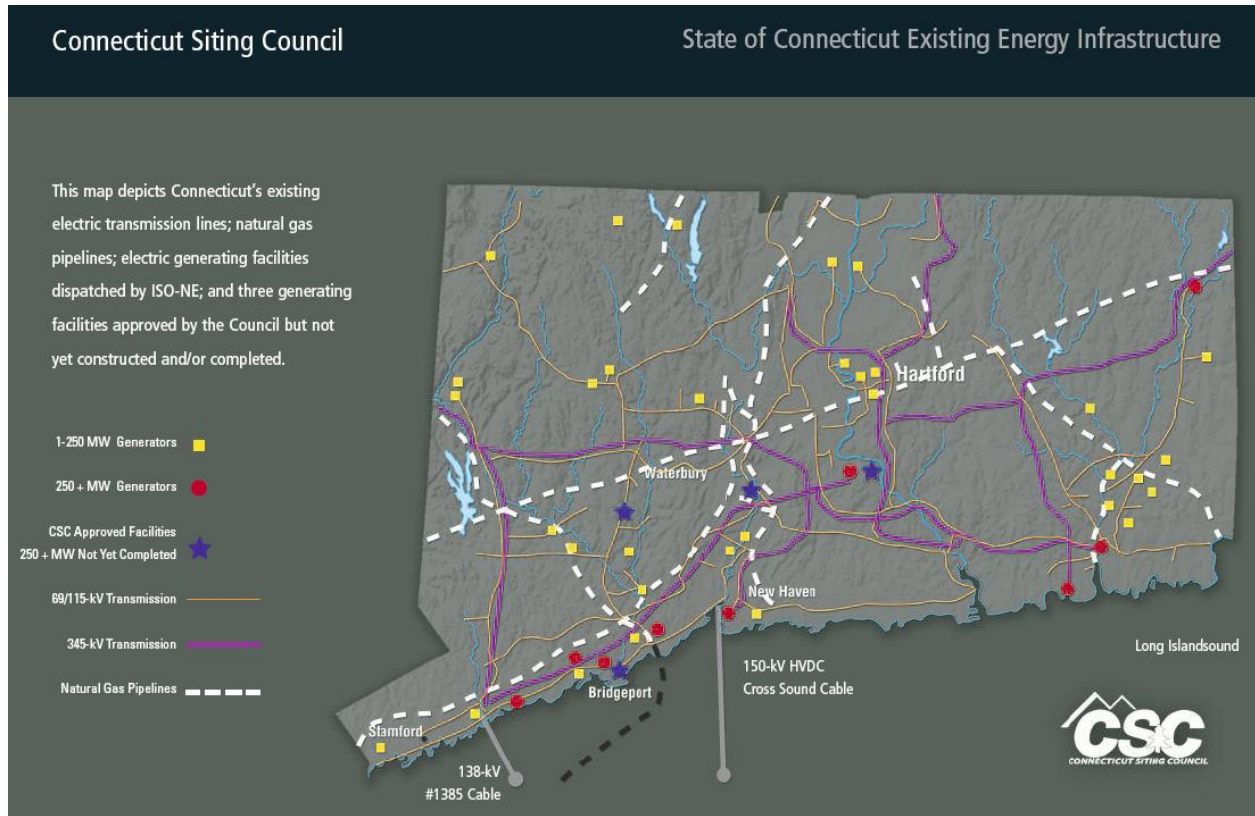 Connecticut Siting Council
State of Connecticut Existing Energy Infrastructure
This map depicts Connecticut's existing
electric transmission lines; natural gas
pipelines; electric generating facilities
dispatched by ISO-NE; and three generating
facilities approved by the Council but not
yet constructed and/or completed.
1-250 MW Generators
250 + MW Generators
CSC Approved Facilities
250 + MW Not Yet Completed
69/115-kV Transmission
345-kV Transmission
Natural Gas Pipelines
Hartford
Waterbury
New Haven
Bridgeport
Stamford
150-kV HVDC
Cross Sound Cable
138-kV
#1385 Cable
Long Islandsound
CSC
CONNECTICUT SITING COUNCIL